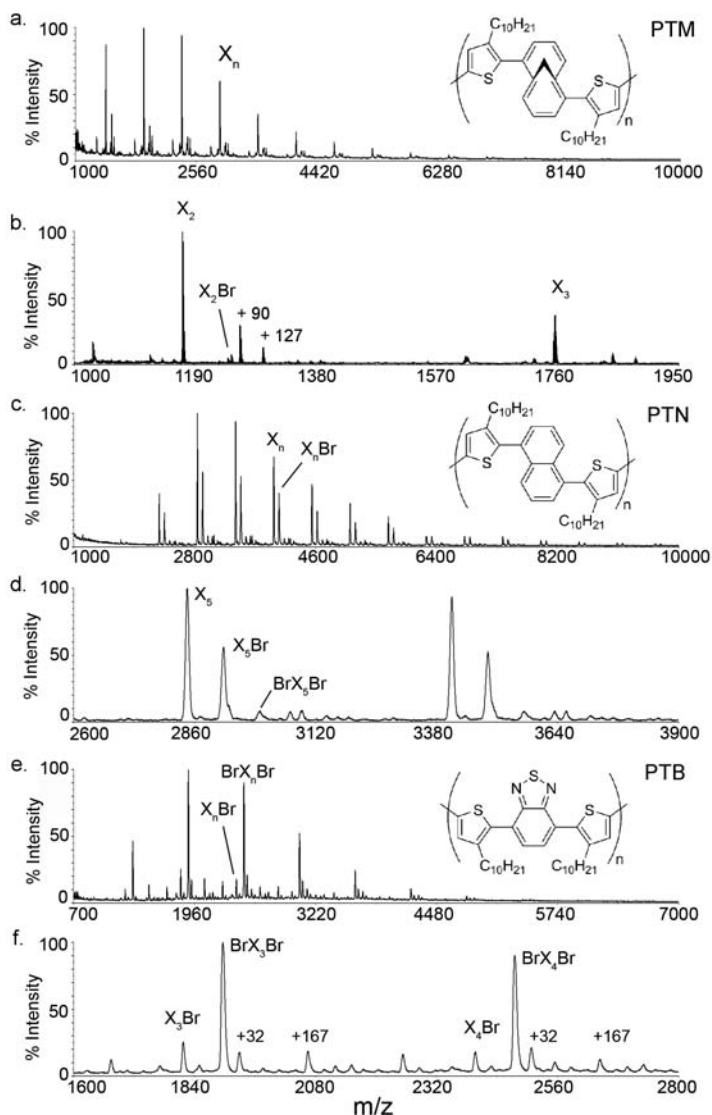 a.
PTM
C10H21
S
S
C10H21
n
Xn
% Intensity
100
50
0
1000 2560 4420 6280 8140 10000
b.
X2
X2Br
+ 90
+ 127
X3
% Intensity
100
50
0
1000 1190 1380 1570 1760 1950
c.
PTN
C10H21
S
S
C10H21
n
Xn
XnBr
% Intensity
100
50
0
1000 2800 4600 6400 8200 10000
d.
X5
X5Br
BrX5Br
% Intensity
100
50
0
2600 2860 3120 3380 3640 3900
e.
PTB
BrXnBr
XnBr
S
N N
S S
C10H21 C10H21
n
% Intensity
100
50
0
700 1960 3220 4480 5740 7000
f.
BrX3Br
BrX4Br
X3Br
+32
+167
X4Br
+32
+167
% Intensity
100
50
0
1600 1840 2080 2320 2560 2800
m/z